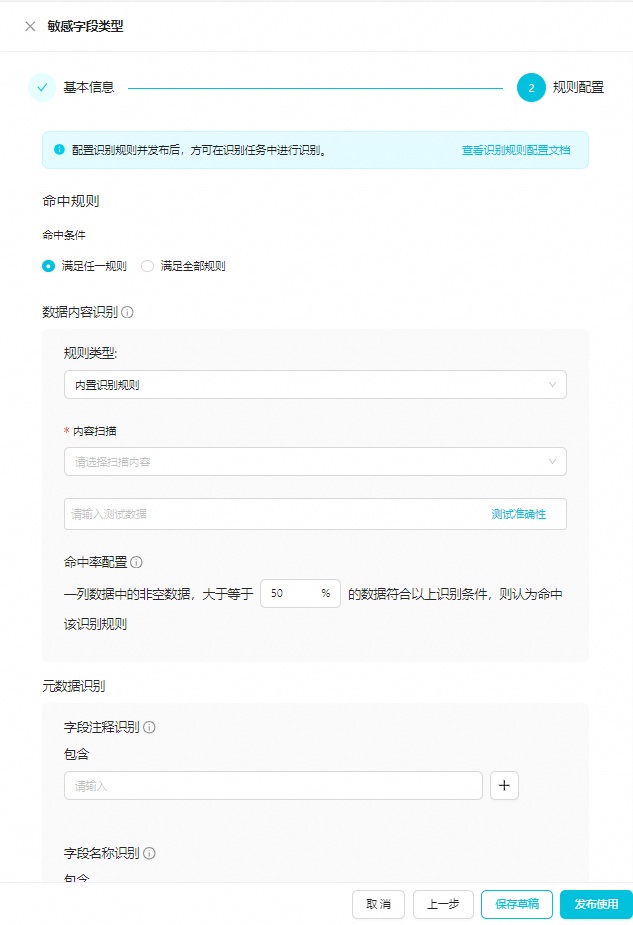 敏感字段类型
基本信息
2 规则配置
配置识别规则并发布后，方可在识别任务中进行识别。 查看识别规则配置文档
命中规则
命中条件
满足任一规则 满足全部规则
数据内容识别
规则类型:
内置识别规则
* 内容扫描
请选择扫描内容
请输入测试数据 测试准确性
命中率配置
一列数据中的非空数据，大于等于 50 % 的数据符合以上识别条件，则认为命中
该识别规则
元数据识别
字段注释识别
包含
请输入
字段名称识别
包含
取 消 上一步 保存草稿 发布使用